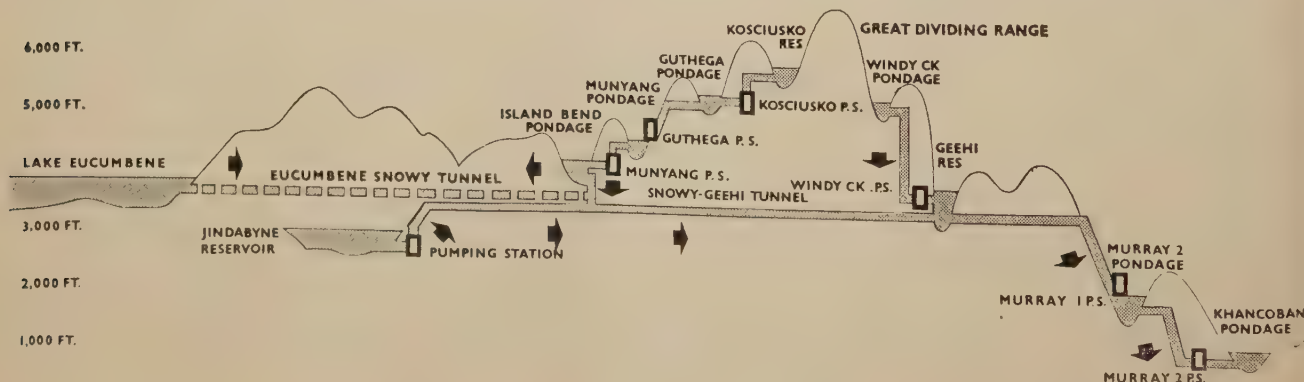 6,000 FT.
5,000 FT.
LAKE EUCUMBENE
3,000 FT.
2,000 FT.
1,000 FT.
EUCUMBENE SNOWY TUNNEL
JINDABYNE
RESERVOIR
PUMPING STATION
ISLAND BEND
PONDAGE
MUNYANG
PONDAGE
GUTHEGA
PONDAGE
KOSCIUSKO
RES
GREAT DIVIDING RANGE
WINDY CK
PONDAGE
KOSCIUSKO P.S.
GUTHEGA P.S.
MUNYANG P.S.
SNOWY-GEEHI TUNNEL
WINDY CK .P.S.
GEEHI
RES
MURRAY 2
PONDAGE
MURRAY 1 P.S.
KHANCOBAN
PONDAGE
MURRAY 2 P.S.